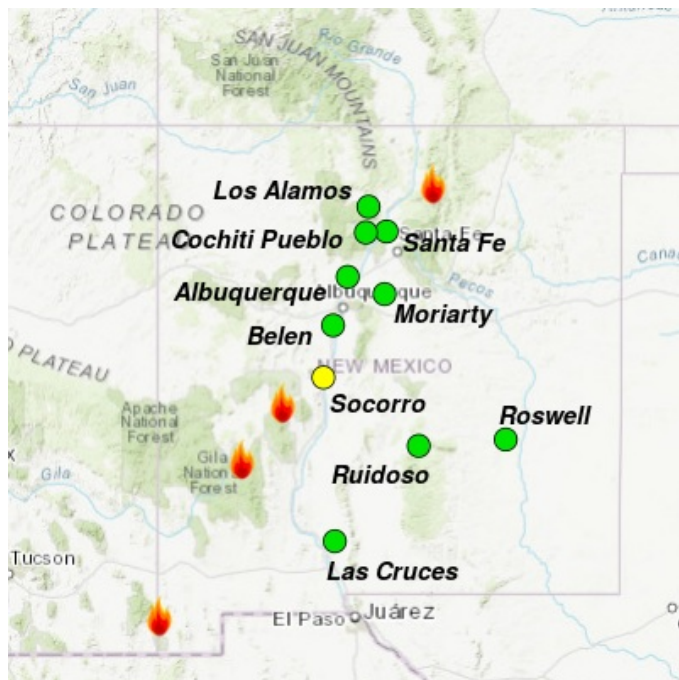 SAN JUAN MOUNTAINS
Rio Grande
San Juan
National
Forest
San Juan
Los Alamos
COLORADO
PLATEAU
Cochiti Pueblo
Santa Fe
Santa Fe
Cana
Albuquerque
Albuquerque
Pecos
Moriarty
Belen
O PLATEAU
NEW MEXICO
Socorro
Apache
National
Forest
Roswell
Gila
National
Forest
Gila
Ruidoso
Tucson
Las Cruces
El Paso
Juárez